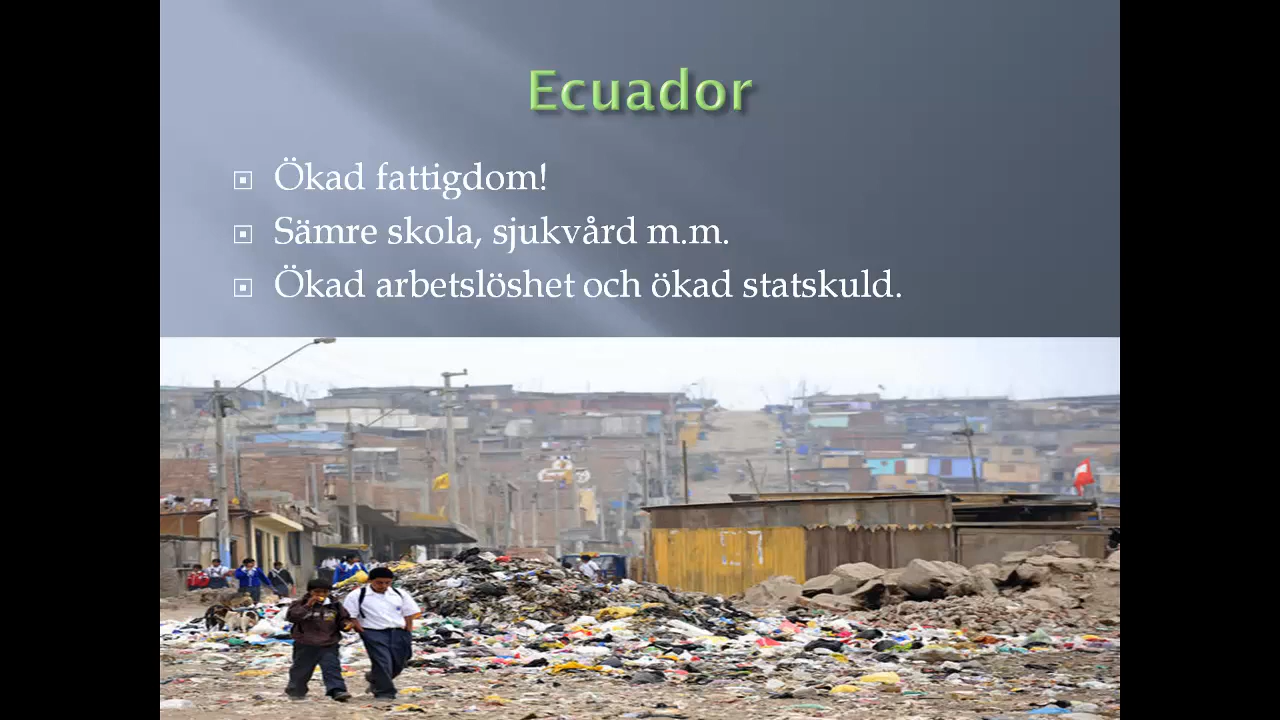 Ecuador
Ökad fattigdom!
Sämre skola, sjukvård m.m.
Ökad arbetslöshet och ökad statskuld.